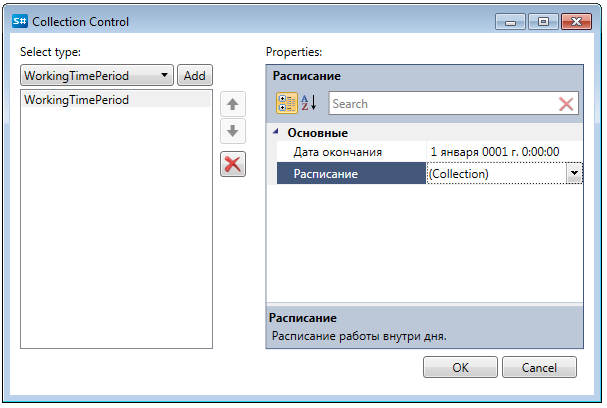 S# Collection Control
Select type:
Properties:
WorkingTimePeriod
Add
WorkingTimePeriod
Расписание
A Z Search
Основные
Дата окончания 1 января 0001 г. 0:00:00
Расписание (Collection)
Расписание
Расписание работы внутри дня.
OK Cancel